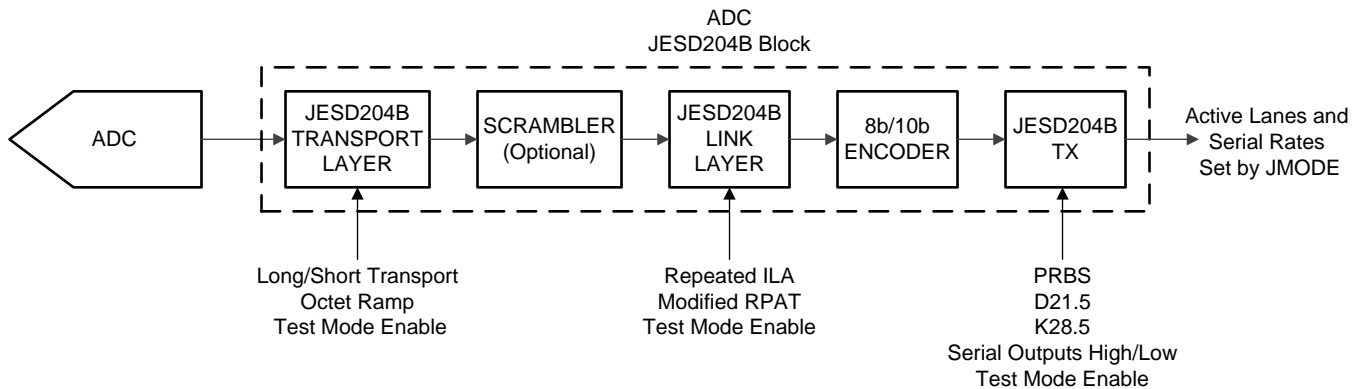 ADC
JESD204B Block
ADC
JESD204B
TRANSPORT
LAYER
SCRAMBLER
(Optional)
JESD204B
LINK
LAYER
8b/10b
ENCODER
JESD204B
TX
Active Lanes and
Serial Rates
Set by JMODE
Long/Short Transport
Octet Ramp
Test Mode Enable
Repeated ILA
Modified RPAT
Test Mode Enable
PRBS
D21.5
K28.5
Serial Outputs High/Low
Test Mode Enable